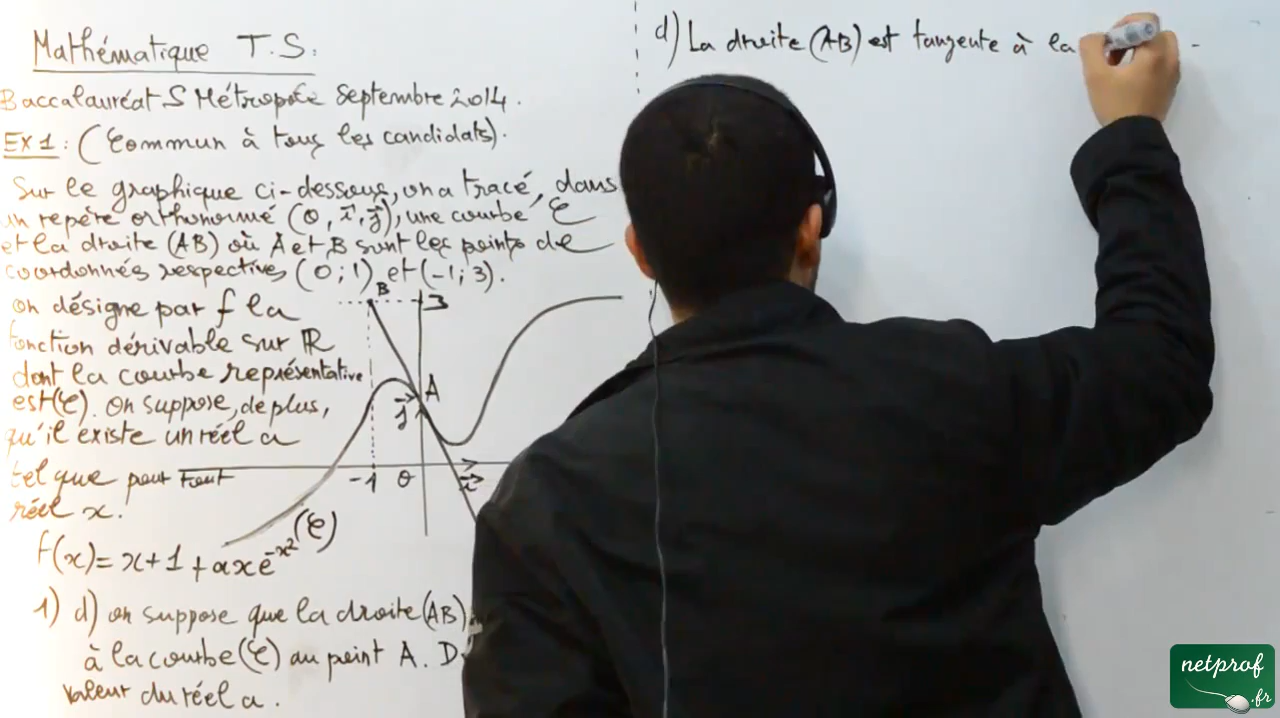 Mathématique T.S.
Baccalauréat S Métropole Septembre 2014.
EX1 : (Commun à tous les candidats).
Sur le graphique ci-dessous, on a tracé, dans
un repère orthonormé (O, i, j), une courbe C
et la droite (AB) où A et B sont les points de
coordonnés respectives (0;1) et (-1;3).
on désigne par f la
fonction dérivable sur ℝ
dont la courbe représentative
est (C). On suppose, de plus,
qu'il existe un réel a
tel que pour tout
réel x.
f(x) = x+1+axe^{-x²}
B
3
A
j
-1
O
i
(C)
1) d) on suppose que la droite (AB)
à la courbe (C) au point A. D
valeur du réel a.
d) La droite (AB) est tangente à la
netprof
.fr